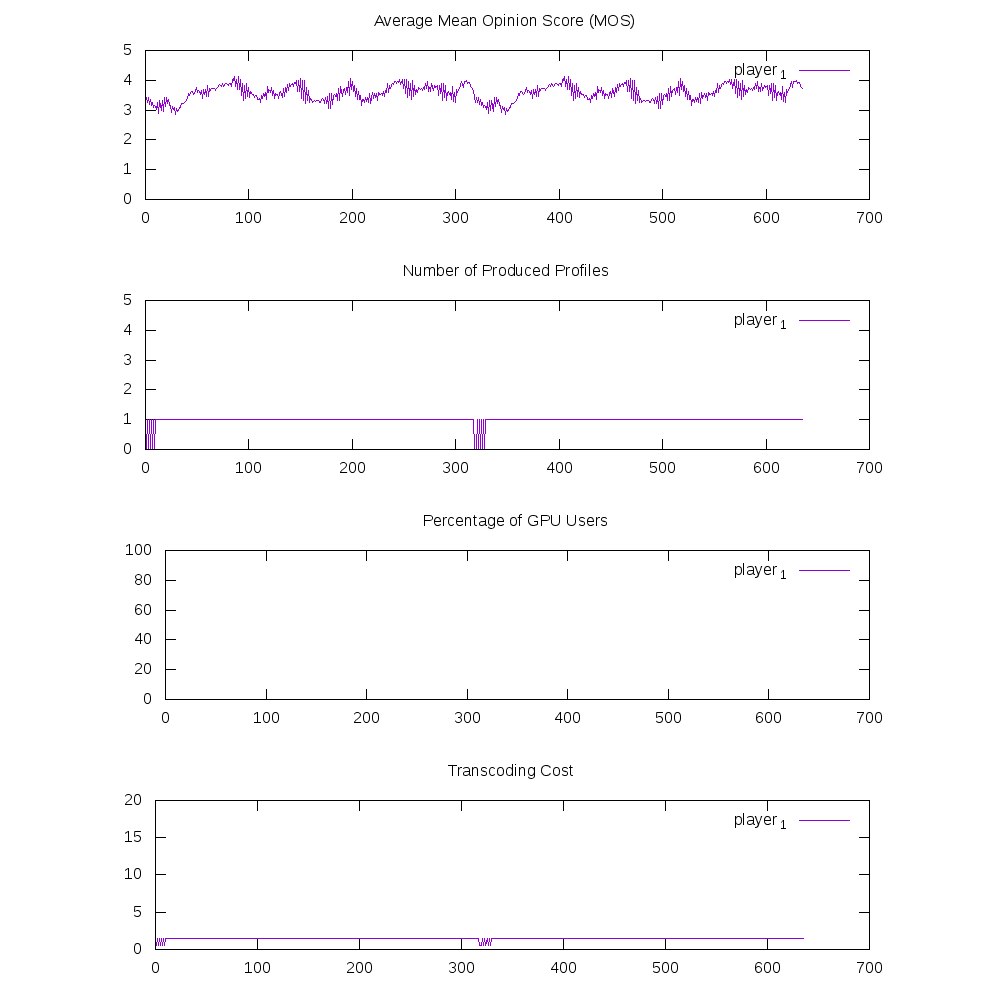 Average Mean Opinion Score (MOS)
5
player 1
4
3
2
1
0
0 100 200 300 400 500 600 700
Number of Produced Profiles
5
player 1
4
3
2
1
0
0 100 200 300 400 500 600 700
Percentage of GPU Users
100
player 1
80
60
40
20
0
0 100 200 300 400 500 600 700
Transcoding Cost
20
player 1
15
10
5
0
0 100 200 300 400 500 600 700